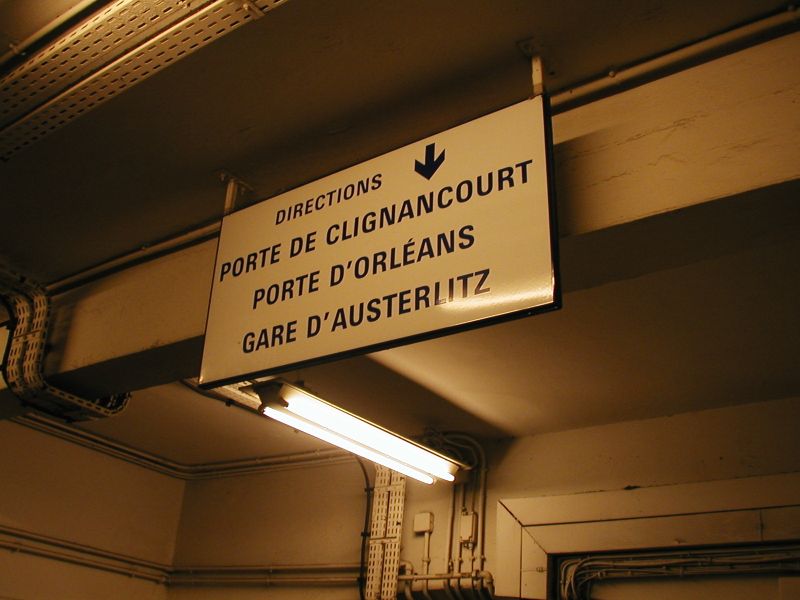 DIRECTIONS
PORTE DE CLIGNANCOURT
PORTE D'ORLÉANS
GARE D'AUSTERLITZ